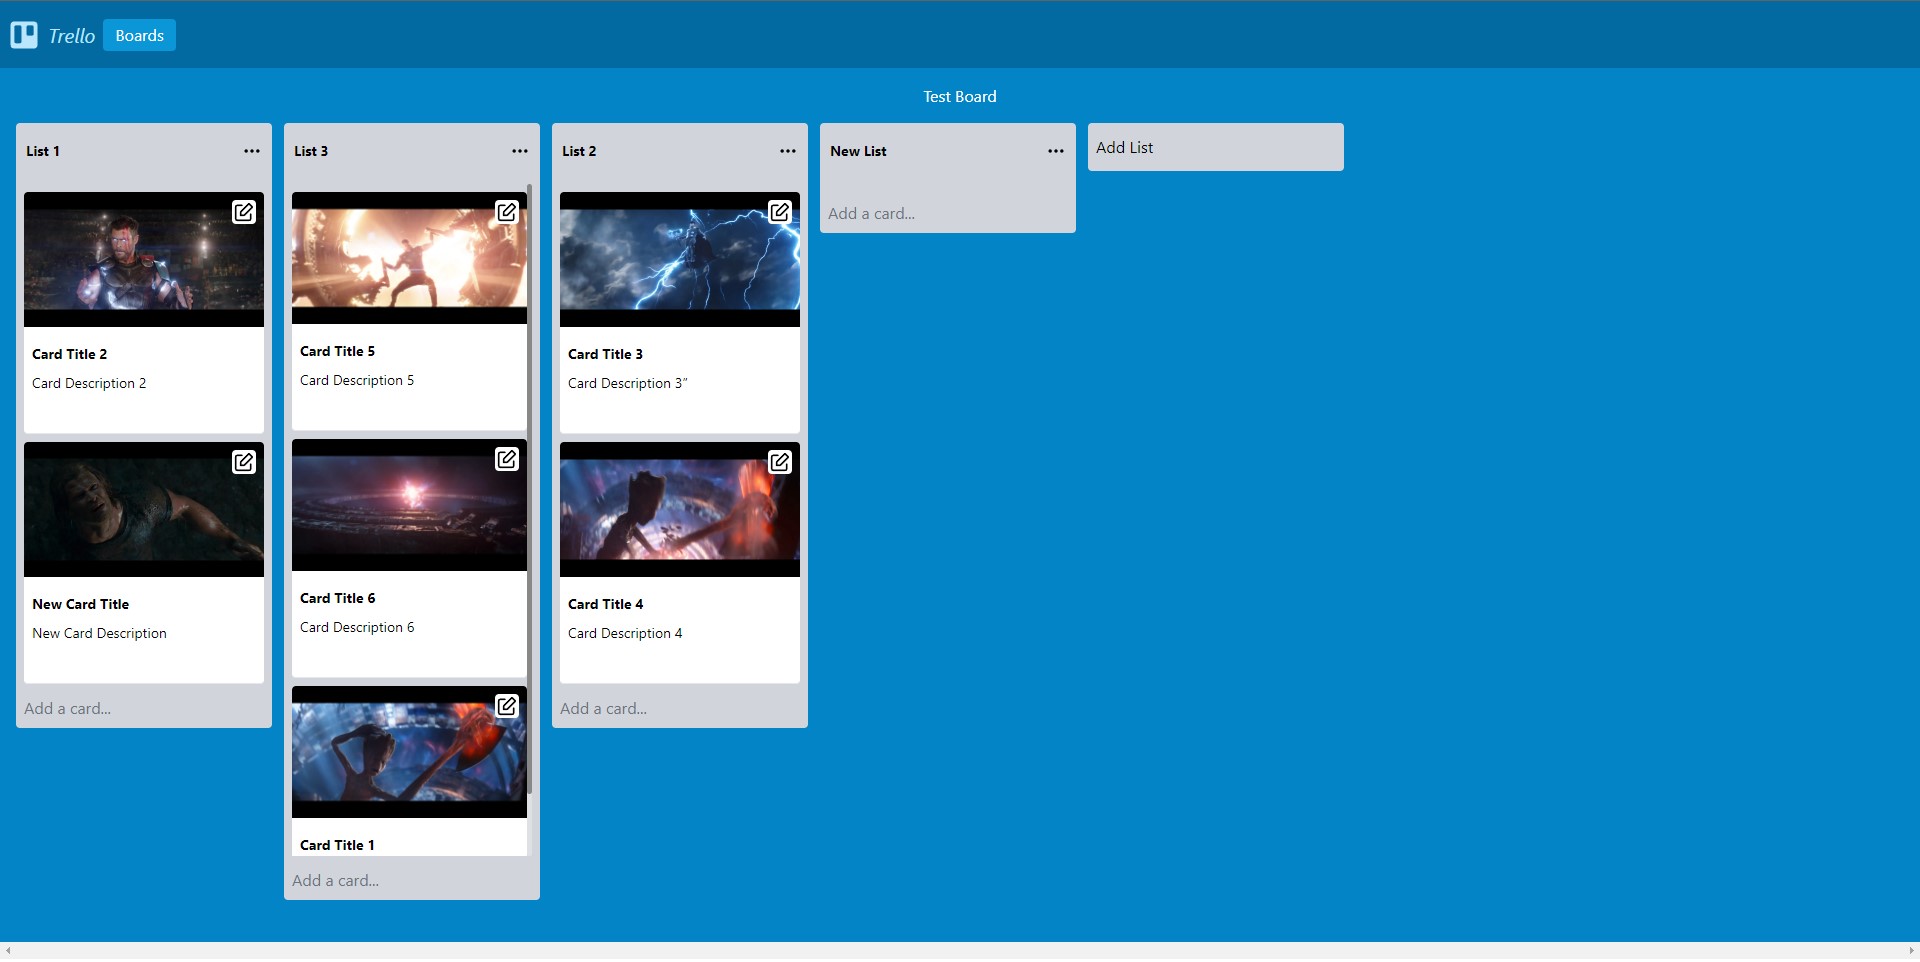 Trello
Boards
Test Board
List 1
Card Title 2
Card Description 2
New Card Title
New Card Description
Add a card...
List 3
Card Title 5
Card Description 5
Card Title 6
Card Description 6
Card Title 1
Add a card...
List 2
Card Title 3
Card Description 3"
Card Title 4
Card Description 4
Add a card...
New List
Add a card...
Add List